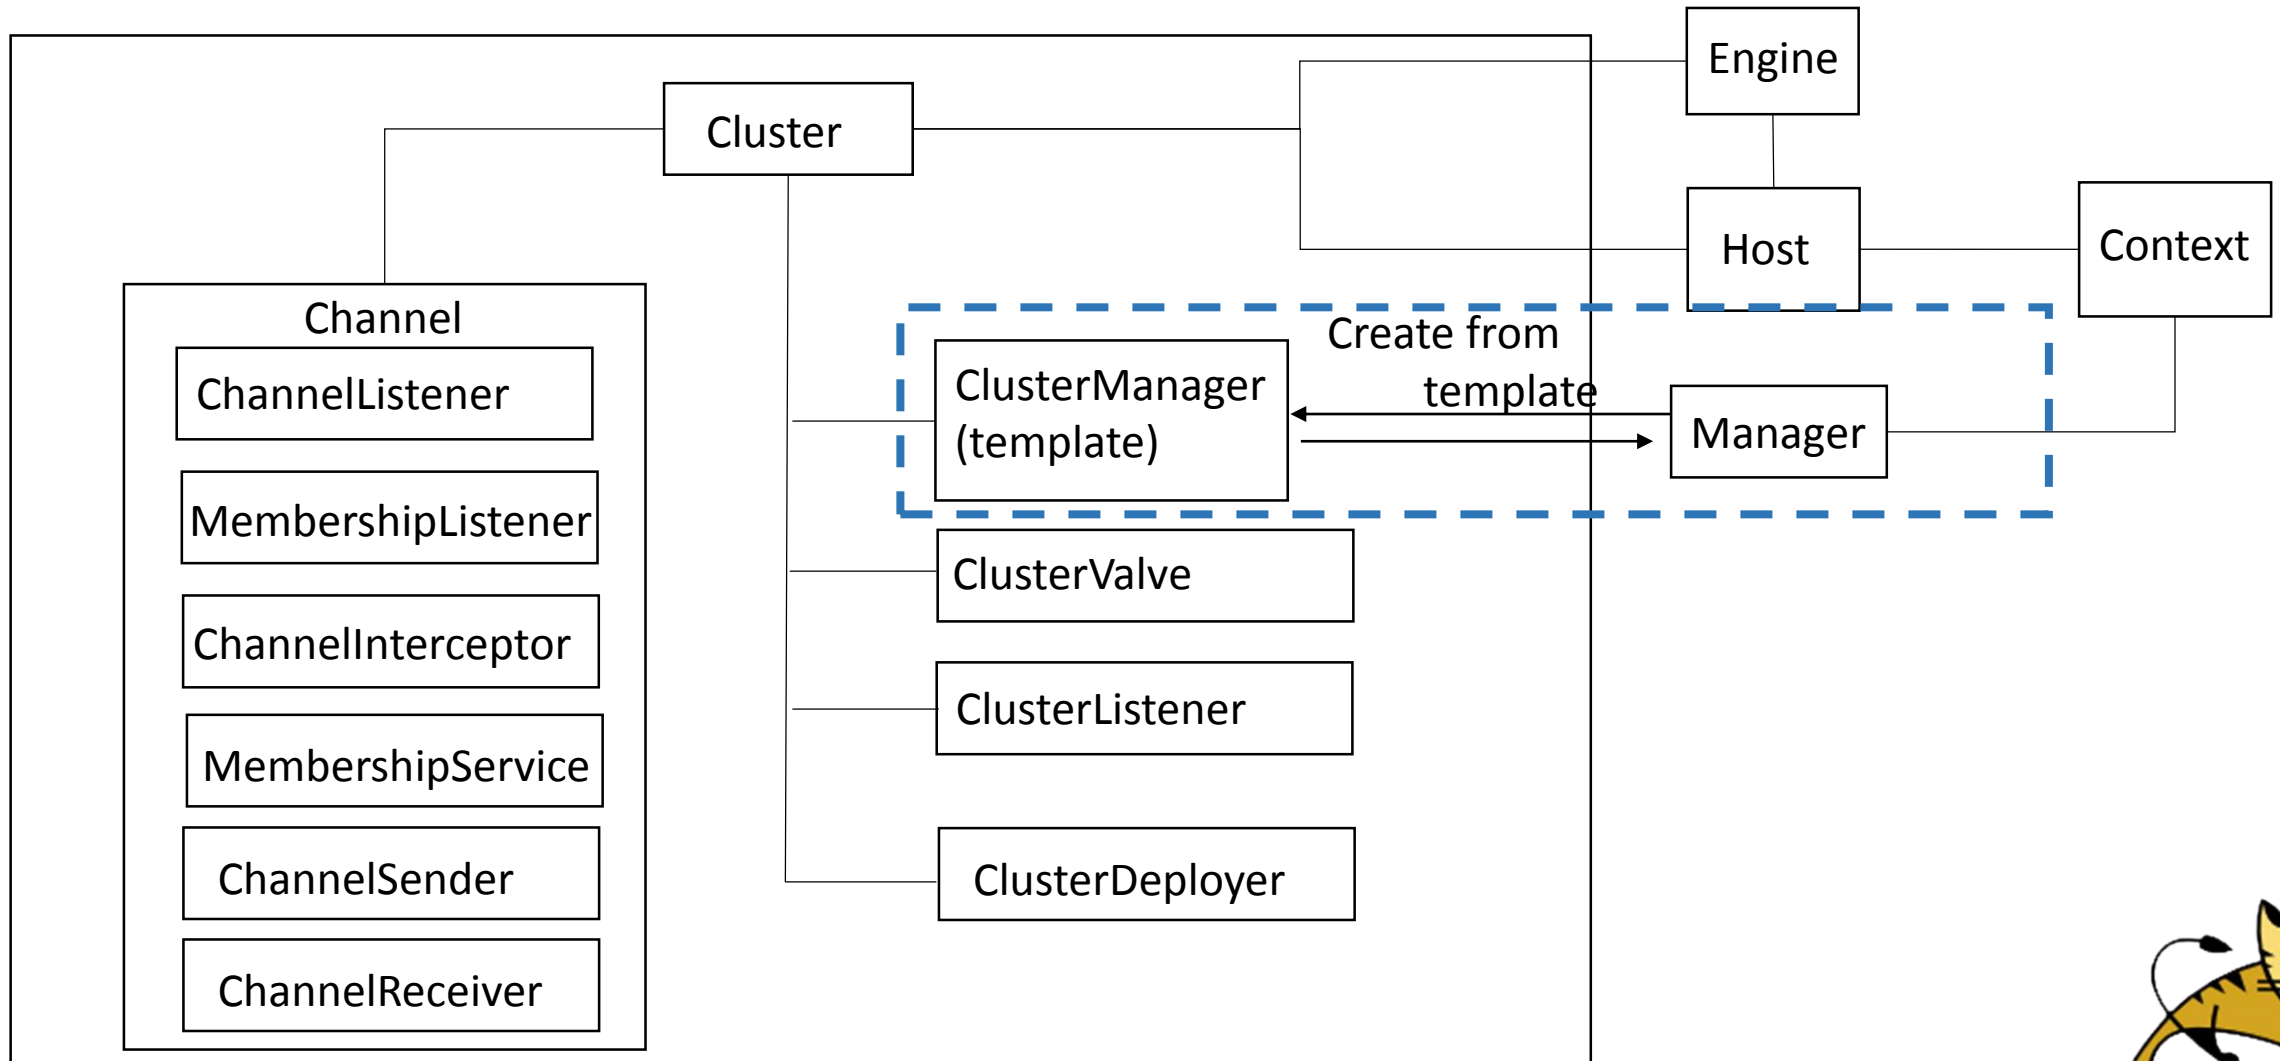 Engine
Cluster
Host
Context
Channel
ChannelListener
MembershipListener
ChannelInterceptor
MembershipService
ChannelSender
ChannelReceiver
Create from
template
ClusterManager
(template)
Manager
ClusterValve
ClusterListener
ClusterDeployer